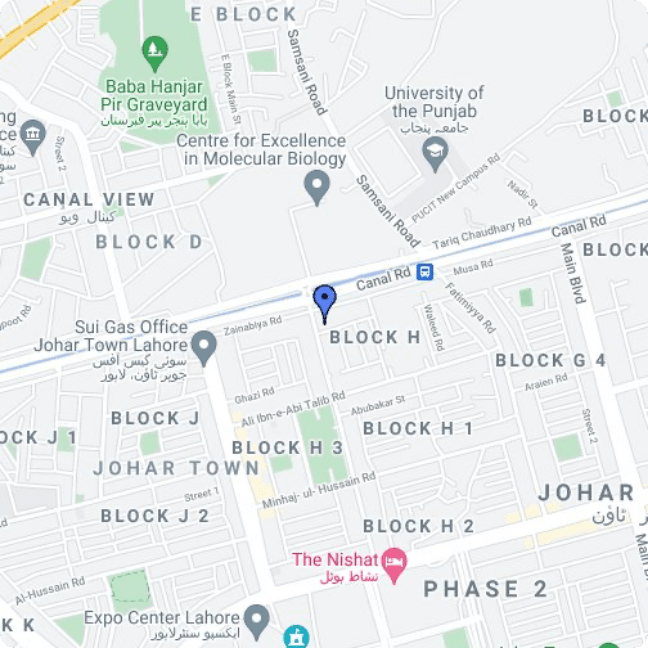 E BLOCK
Samsani Road
Baba Hanjar
Pir Graveyard
بابا ہنجر پیر قبرستان
E Block Main St
University of
the Punjab
جامعہ پنجاب
BLOCK
Centre for Excellence
in Molecular Biology
Street 2
CANAL VIEW
کینال ویو
BLOCK D
Samsani Road
PUCIT New Campus Rd
Nadir St
Tariq Chaudhary Rd
Canal Rd
Main Blvd
BLOCK
Canal Rd
Musa Rd
Fatimiyya Rd
Waleed Rd
Sui Gas Office
Johar Town Lahore
سوئی گیس آفس
جوہر ٹاؤن، لاہور
Zainabiya Rd
BLOCK H
BLOCK G 4
Araien Rd
Ghazi Rd
Ali Ibn-e-Abi Talib Rd
Abubakar St
BLOCK J
BLOCK H 1
Street 2
OCK J 1
BLOCK H 3
JOHAR TOWN
Street 1
Minhaj- ul- Hussain Rd
JOHAR
ٹاؤن
BLOCK J 2
BLOCK H 2
The Nishat
نشاط ہوٹل
PHASE 2
Al-Hussain Rd
Expo Center Lahore
ایکسپو سنٹرلاہور
K K